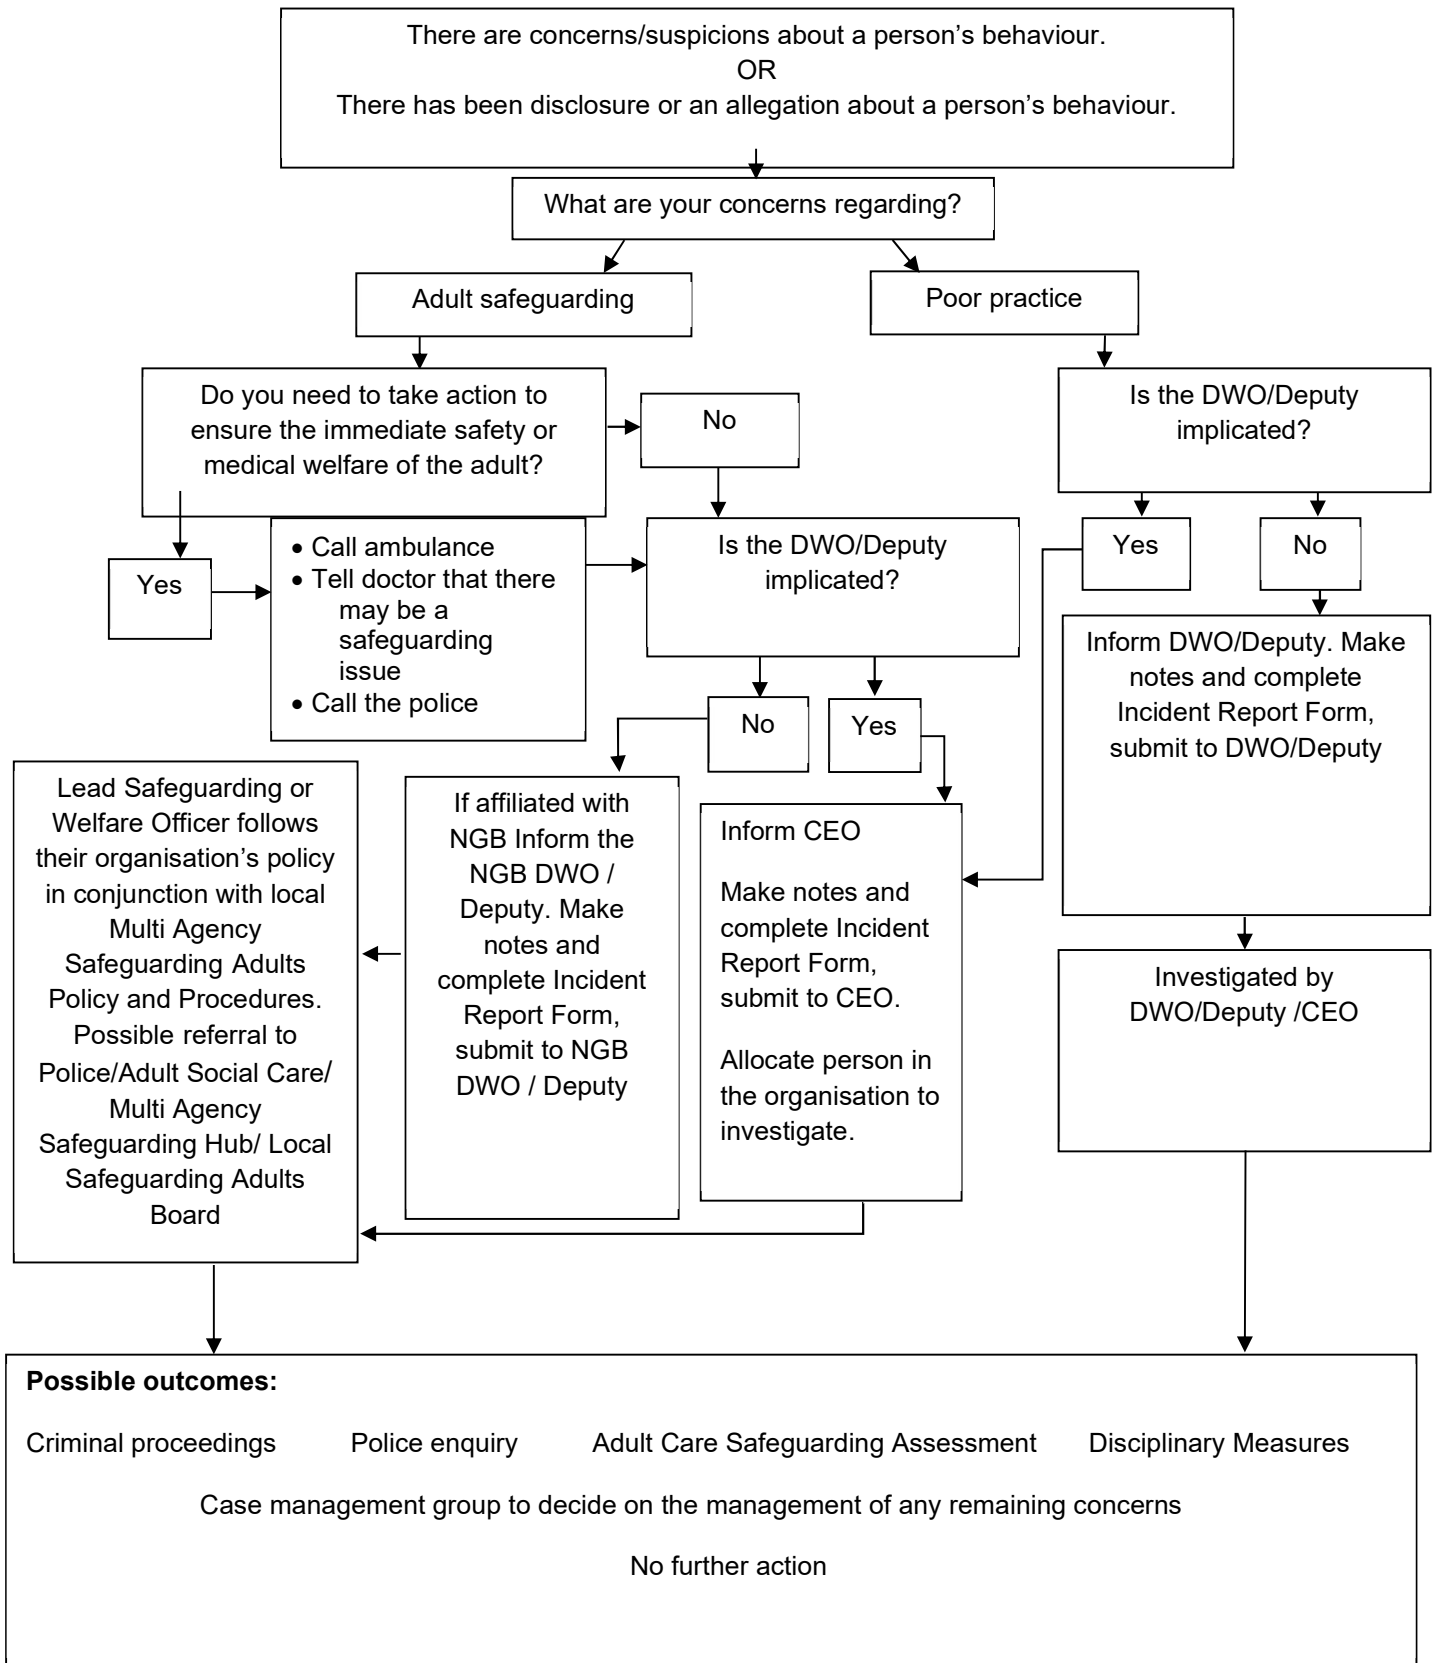 There are concerns/suspicions about a person’s behaviour.
OR
There has been disclosure or an allegation about a person’s behaviour.
What are your concerns regarding?
Adult safeguarding
Poor practice
Do you need to take action to
ensure the immediate safety or
medical welfare of the adult?
No
Is the DWO/Deputy
implicated?
Yes
• Call ambulance
• Tell doctor that there
may be a
safeguarding
issue
• Call the police
Is the DWO/Deputy
implicated?
Yes
No
No
Yes
Inform DWO/Deputy. Make
notes and complete
Incident Report Form,
submit to DWO/Deputy
Lead Safeguarding or
Welfare Officer follows
their organisation’s policy
in conjunction with local
Multi Agency
Safeguarding Adults
Policy and Procedures.
Possible referral to
Police/Adult Social Care/
Multi Agency
Safeguarding Hub/ Local
Safeguarding Adults
Board
If affiliated with
NGB Inform the
NGB DWO /
Deputy. Make
notes and
complete Incident
Report Form,
submit to NGB
DWO / Deputy
Inform CEO
Make notes and
complete Incident
Report Form,
submit to CEO.
Allocate person in
the organisation to
investigate.
Investigated by
DWO/Deputy /CEO
Possible outcomes:
Criminal proceedings Police enquiry Adult Care Safeguarding Assessment Disciplinary Measures
Case management group to decide on the management of any remaining concerns
No further action